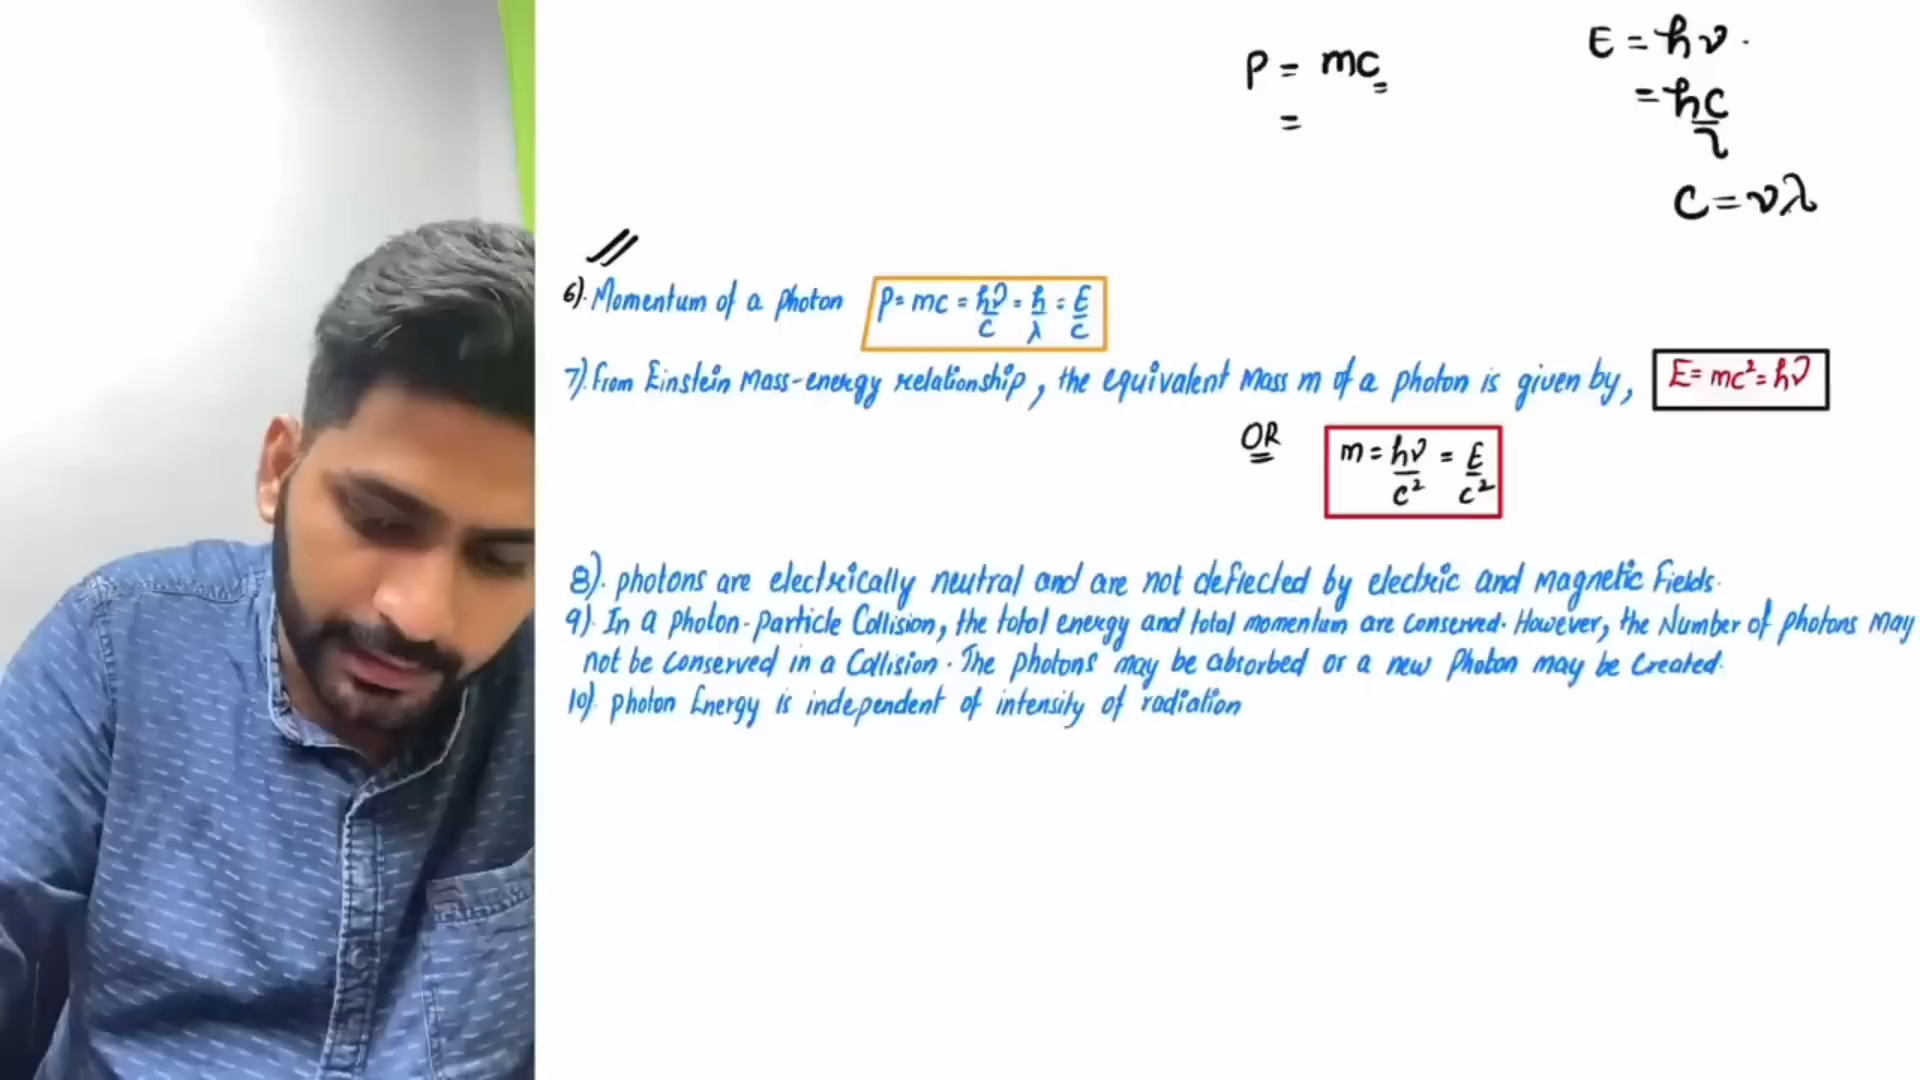 P = mc
=
E = hν
= hc/λ
C = νλ
6). Momentum of a photon P = mc = hν/c = h/λ = E/c
7). From Einstein Mass-energy relationship, the equivalent Mass m of a photon is given by, E = mc² = hν
OR m = hν/c² = E/c²
8). photons are electrically neutral and are not deflected by electric and magnetic Fields.
9). In a Photon-Particle Collision, the total energy and total momentum are conserved. However, the Number of photons may
not be conserved in a Collision. The photons may be absorbed or a new Photon may be created.
10). Photon Energy is independent of intensity of radiation